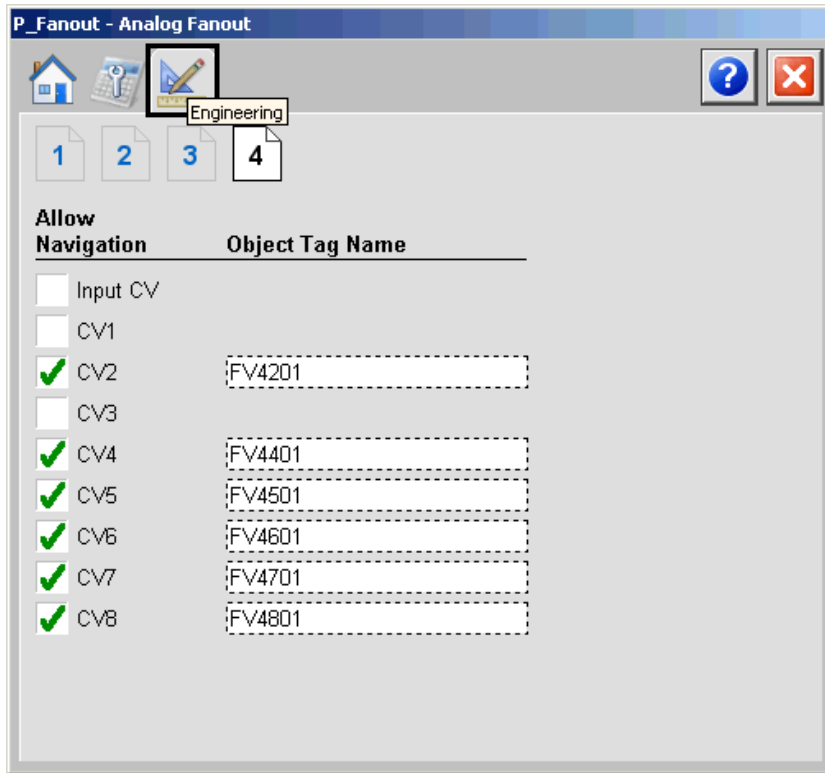 P_Fanout - Analog Fanout
?
Engineering
1 2 3 4
Allow
Navigation Object Tag Name
Input CV
CV1
CV2 FV4201
CV3
CV4 FV4401
CV5 FV4501
CV6 FV4601
CV7 FV4701
CV8 FV4801